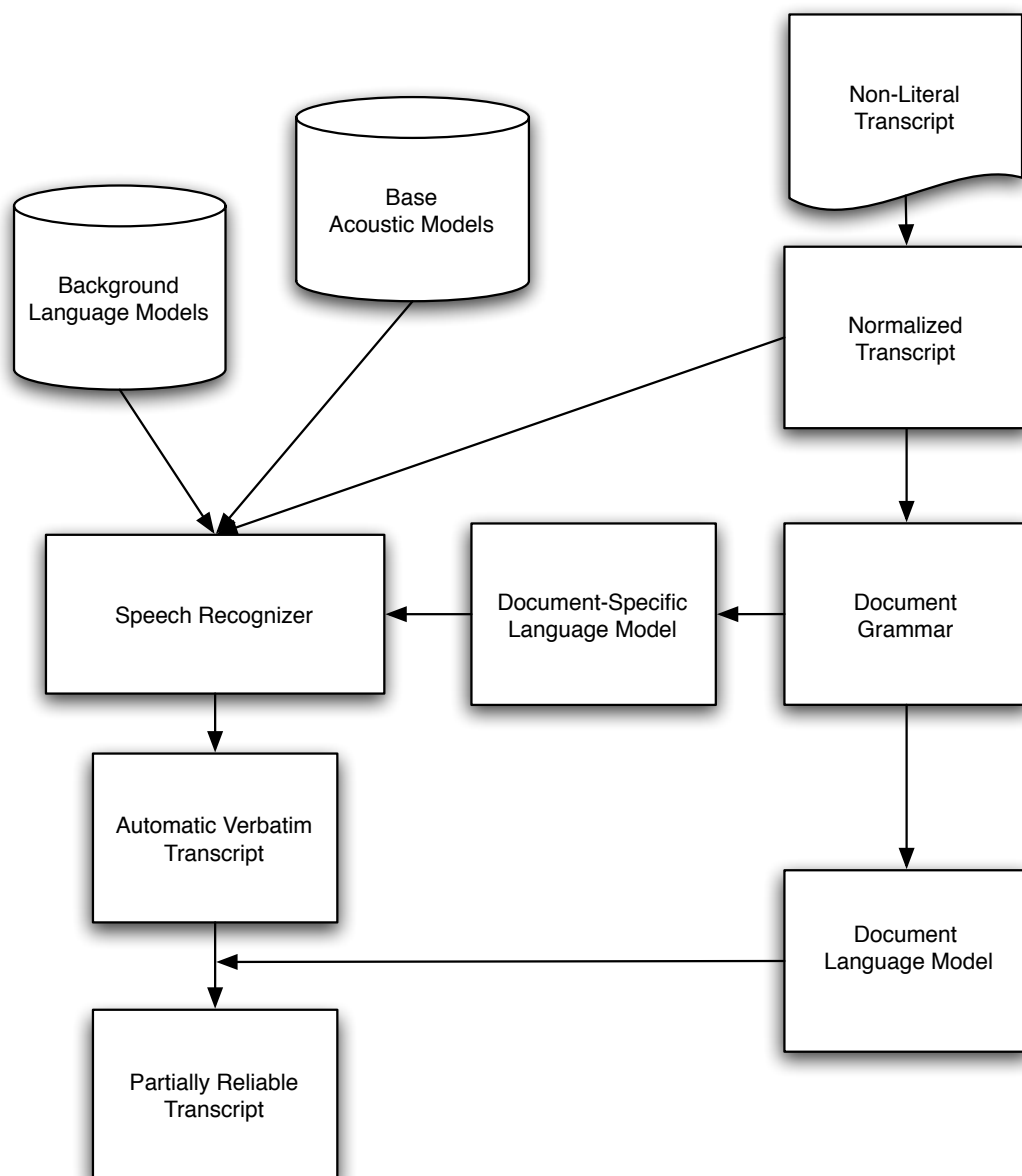 Non-Literal
Transcript
Base
Acoustic Models
Background
Language Models
Normalized
Transcript
Speech Recognizer
Document-Specific
Language Model
Document
Grammar
Automatic Verbatim
Transcript
Document
Language Model
Partially Reliable
Transcript